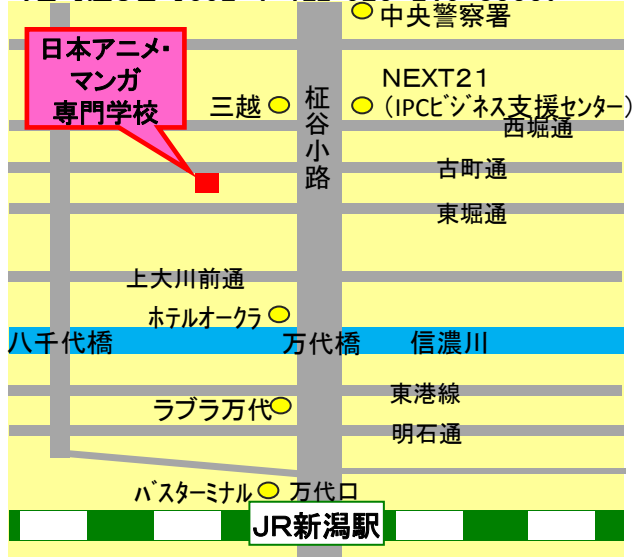 中央警察署
日本アニメ・
マンガ
専門学校
三越
柾谷小路
NEXT21
(IPCビジネス支援センター)
西堀通
古町通
東堀通
上大川前通
ホテルオークラ
八千代橋
万代橋
信濃川
東港線
ラブラ万代
明石通
バスターミナル
万代口
JR新潟駅